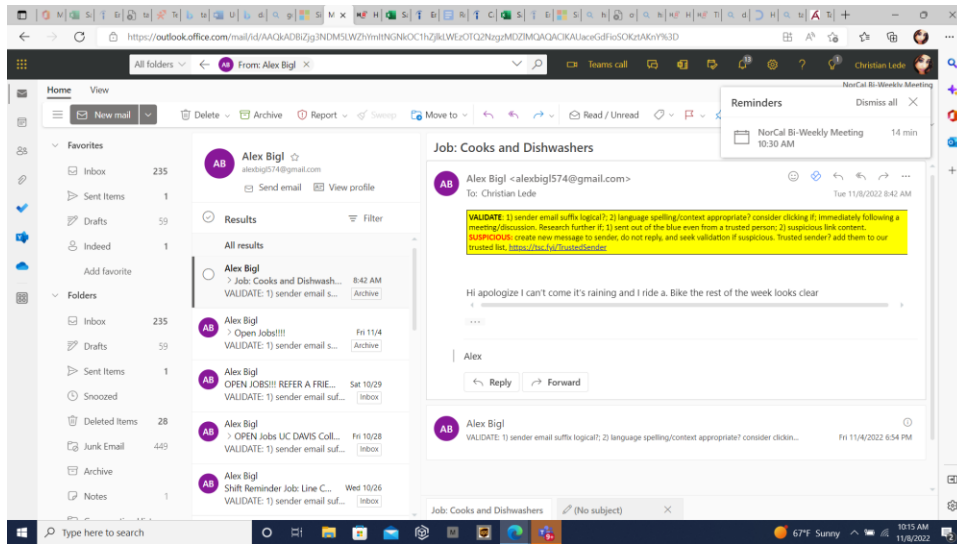 https://outlook.office.com/mail/id/AAQkADBiZjg3NDM5LWZhYmItNGNkOC1hZjlkLWEzOTQ2NzgzMDZlMQAQACIKAUaceGdFioSOKztAKnY%3D
All folders
From: Alex Bigl
Teams call
Christian Lede
Home View
NorCal Bi-Weekly Meeting
New mail
Delete
Archive
Report
Sweep
Move to
Read / Unread
Reminders
Dismiss all
NorCal Bi-Weekly Meeting 14 min
10:30 AM
Favorites
Inbox 235
Sent Items 1
Drafts 59
Indeed 1
Add favorite
Folders
Inbox 235
Drafts 59
Sent Items 1
Snoozed
Deleted Items 28
Junk Email 449
Archive
Notes 1
AB
Alex Bigl
alexbigl574@gmail.com
Send email View profile
Results Filter
All results
Alex Bigl
> Job: Cooks and Dishwash... 8:42 AM
VALIDATE: 1) sender email s... Archive
AB
Alex Bigl
> Open Jobs!!!! Fri 11/4
VALIDATE: 1) sender email s... Archive
AB
Alex Bigl
OPEN JOBS!!! REFER A FRIE... Sat 10/29
VALIDATE: 1) sender email suf... Inbox
AB
Alex Bigl
> OPEN Jobs UC DAVIS Coll... Fri 10/28
VALIDATE: 1) sender email suf... Inbox
AB
Alex Bigl
Shift Reminder Job: Line C... Wed 10/26
VALIDATE: 1) sender email suf... Inbox
Job: Cooks and Dishwashers
AB
Alex Bigl <alexbigl574@gmail.com>
To: Christian Lede
Tue 11/8/2022 8:42 AM
VALIDATE: 1) sender email suffix logical?; 2) language spelling/context appropriate? consider clicking if; immediately following a
meeting/discussion. Research further if; 1) sent out of the blue even from a trusted person; 2) suspicious link content.
SUSPICIOUS: create new message to sender, do not reply, and seek validation if suspicious. Trusted sender? add them to our
trusted list, https://tsc.fyi/TrustedSender
Hi apologize I can't come it's raining and I ride a. Bike the rest of the week looks clear
...
Alex
Reply Forward
AB
Alex Bigl
VALIDATE: 1) sender email suffix logical?; 2) language spelling/context appropriate? consider clickin... Fri 11/4/2022 6:54 PM
Job: Cooks and Dishwashers (No subject)
Type here to search
67°F Sunny
10:15 AM
11/8/2022